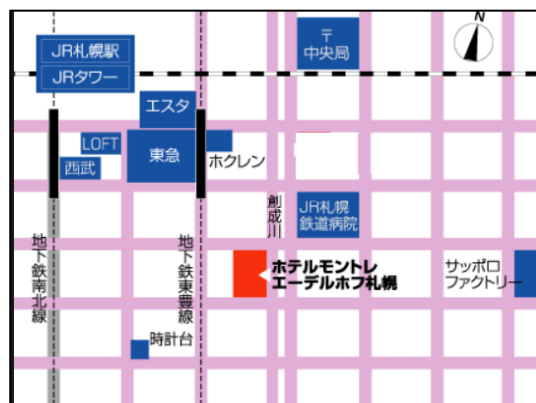 N
〒
中央局
JR札幌駅
JRタワー
エスタ
LOFT
東急
ホクレン
西武
創成川
JR札幌
鉄道病院
地下鉄南北線
地下鉄東豊線
ホテルモントレ
エーデルホフ札幌
サッポロ
ファクトリー
時計台